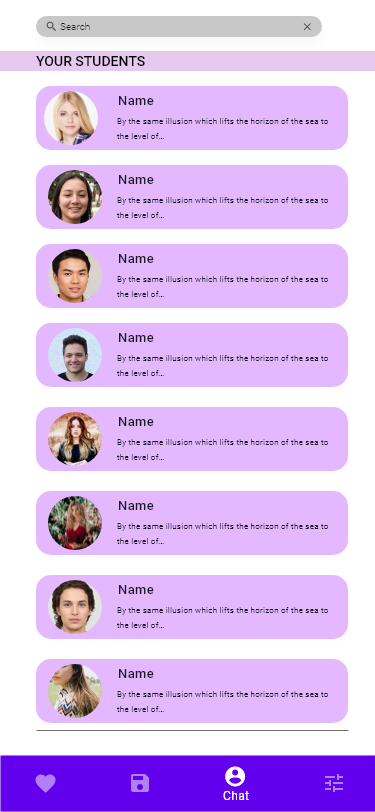 Search
YOUR STUDENTS
Name
By the same illusion which lifts the horizon of the sea to
the level of...
Name
By the same illusion which lifts the horizon of the sea to
the level of...
Name
By the same illusion which lifts the horizon of the sea to
the level of...
Name
By the same illusion which lifts the horizon of the sea to
the level of...
Name
By the same illusion which lifts the horizon of the sea to
the level of...
Name
By the same illusion which lifts the horizon of the sea to
the level of...
Name
By the same illusion which lifts the horizon of the sea to
the level of...
Name
By the same illusion which lifts the horizon of the sea to
the level of...
Chat